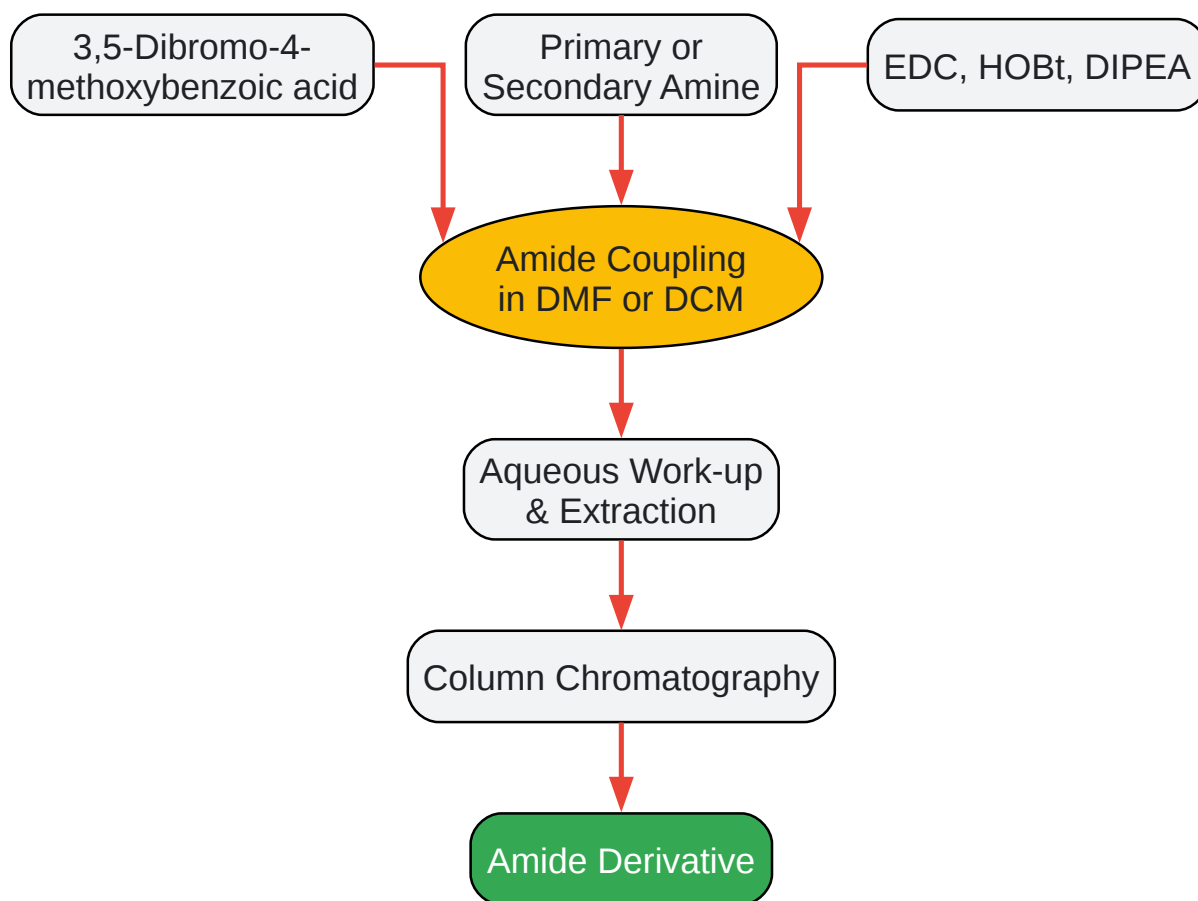 3,5-Dibromo-4-
methoxybenzoic acid
Primary or
Secondary Amine
EDC, HOBt, DIPEA
Amide Coupling
in DMF or DCM
Aqueous Work-up
& Extraction
Column Chromatography
Amide Derivative